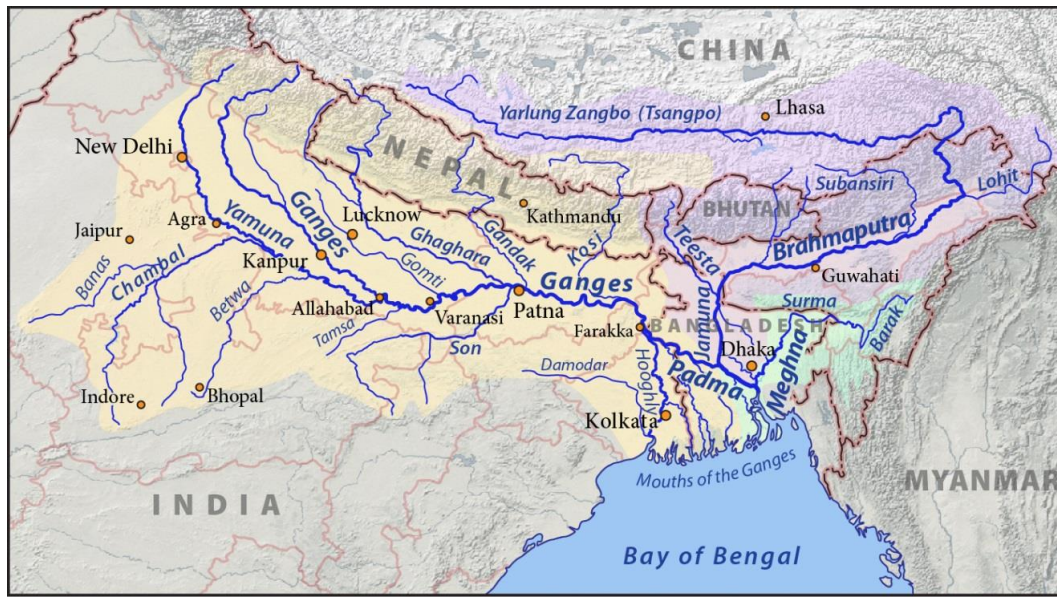 CHINA
Lhasa
Yarlung Zangbo (Tsangpo)
New Delhi
NEPAL
Lohit
Subansiri
BHUTAN
Kathmandu
Agra
Yamuna
Ganges
Lucknow
Jaipur
Ghaghara
Gandak
Kosi
Teesta
Brahmaputra
Kanpur
Gomti
Guwahati
Banas
Chambal
Betwa
Ganges
Surma
Allahabad
Varanasi
Patna
Farakka
BANGLADESH
Jamuna
Barak
Tamsa
Son
Dhaka
Meghna
Damodar
Hooghly
Padma
Indore
Bhopal
Kolkata
Mouths of the Ganges
MYANMAR
INDIA
Bay of Bengal